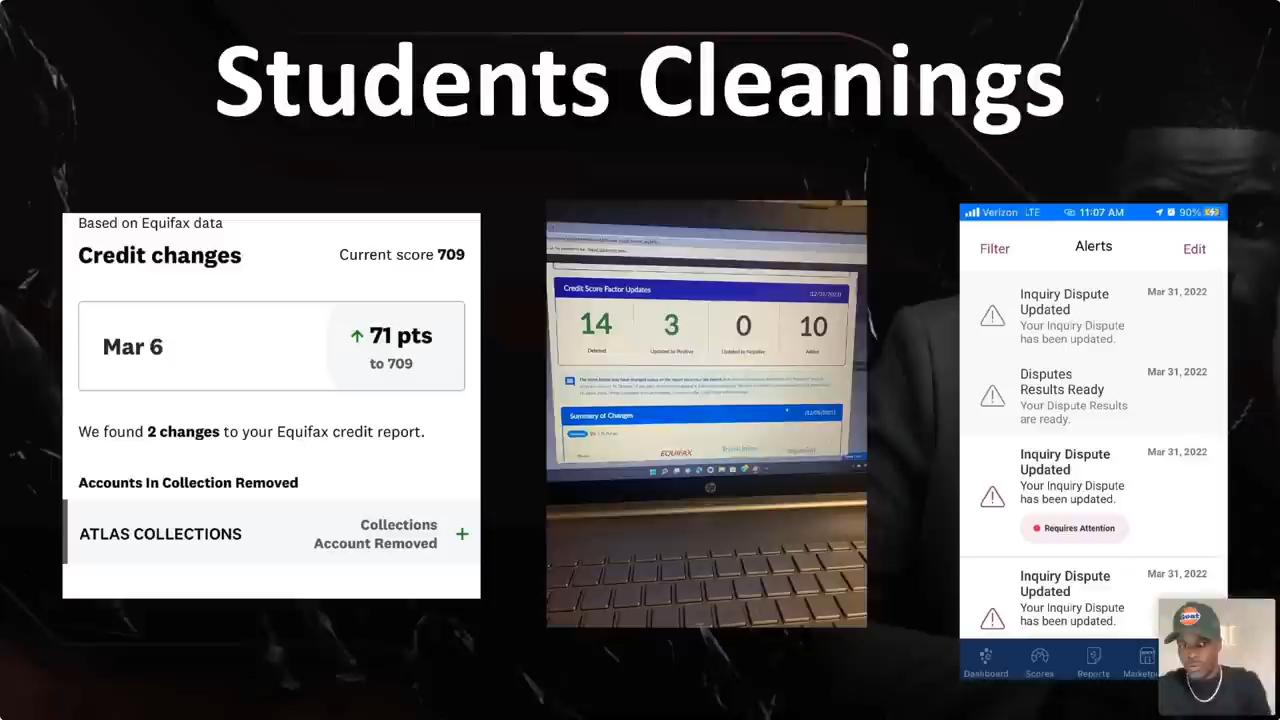 Students Cleanings
Based on Equifax data
Credit changes
Current score 709
Mar 6
↑ 71 pts
to 709
We found 2 changes to your Equifax credit report.
Accounts In Collection Removed
ATLAS COLLECTIONS
Collections
Account Removed
+
Credit Score Factor Updates
14
3
0
10
Deleted
Updated to Positive
Updated to Negative
Added
Summary of Changes
EQUIFAX
TransUnion
Verizon LTE
11:07 AM
90%
Filter
Alerts
Edit
Inquiry Dispute
Updated
Mar 31, 2022
Your Inquiry Dispute
has been updated.
Disputes
Results Ready
Mar 31, 2022
Your Dispute Results
are ready.
Inquiry Dispute
Updated
Mar 31, 2022
Your Inquiry Dispute
has been updated.
Requires Attention
Inquiry Dispute
Updated
Mar 31, 2022
Your Inquiry Dispute
has been updated.
Dashboard
Scores
Reports
Marketp
Goat